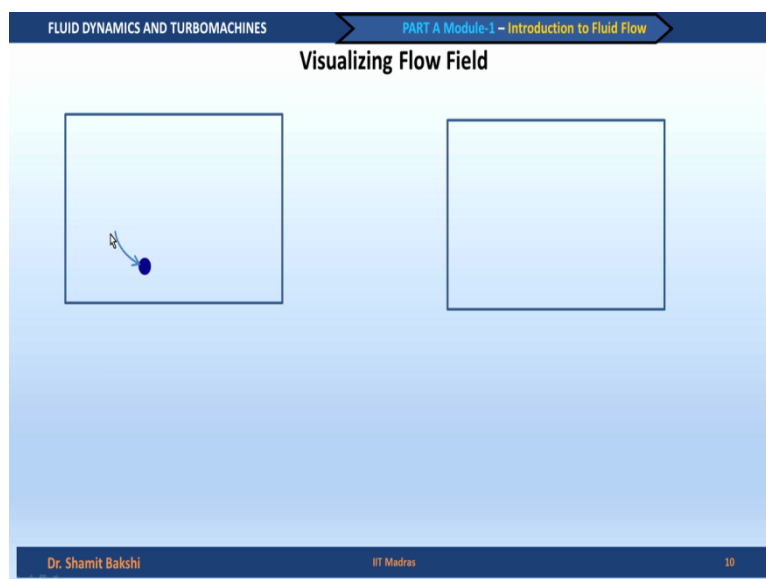 FLUID DYNAMICS AND TURBOMACHINES
PART A Module-1 – Introduction to Fluid Flow
Visualizing Flow Field
Dr. Shamit Bakshi
IIT Madras
10